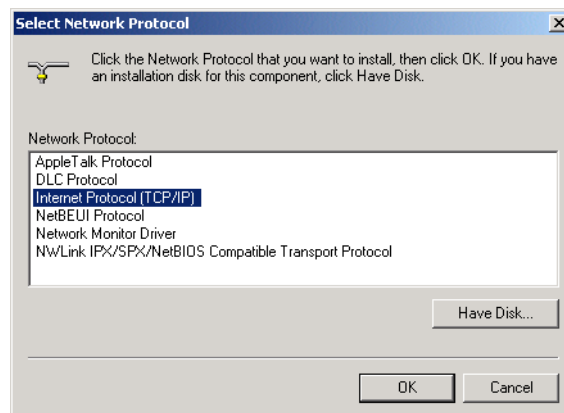 Select Network Protocol
Click the Network Protocol that you want to install, then click OK. If you have
an installation disk for this component, click Have Disk.
Network Protocol:
AppleTalk Protocol
DLC Protocol
Internet Protocol (TCP/IP)
NetBEUI Protocol
Network Monitor Driver
NWLink IPX/SPX/NetBIOS Compatible Transport Protocol
Have Disk...
OK
Cancel